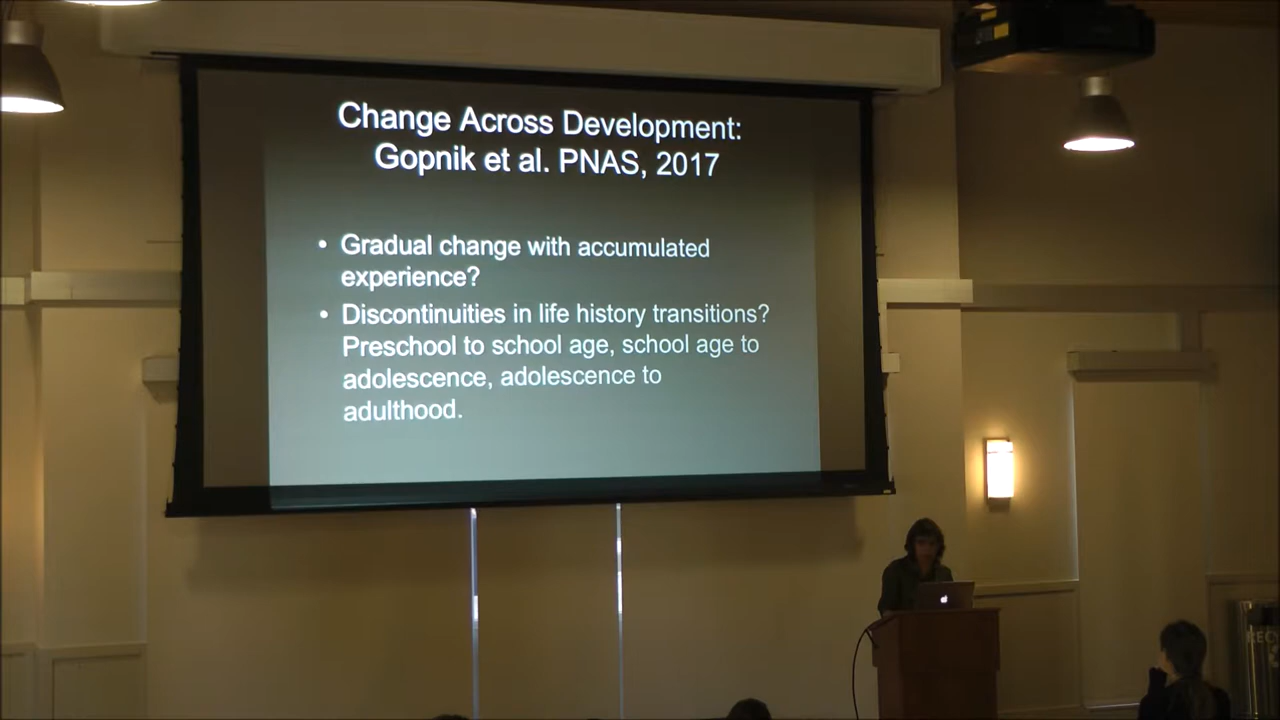 Change Across Development:
Gopnik et al. PNAS, 2017
• Gradual change with accumulated
experience?
• Discontinuities in life history transitions?
Preschool to school age, school age to
adolescence, adolescence to
adulthood.